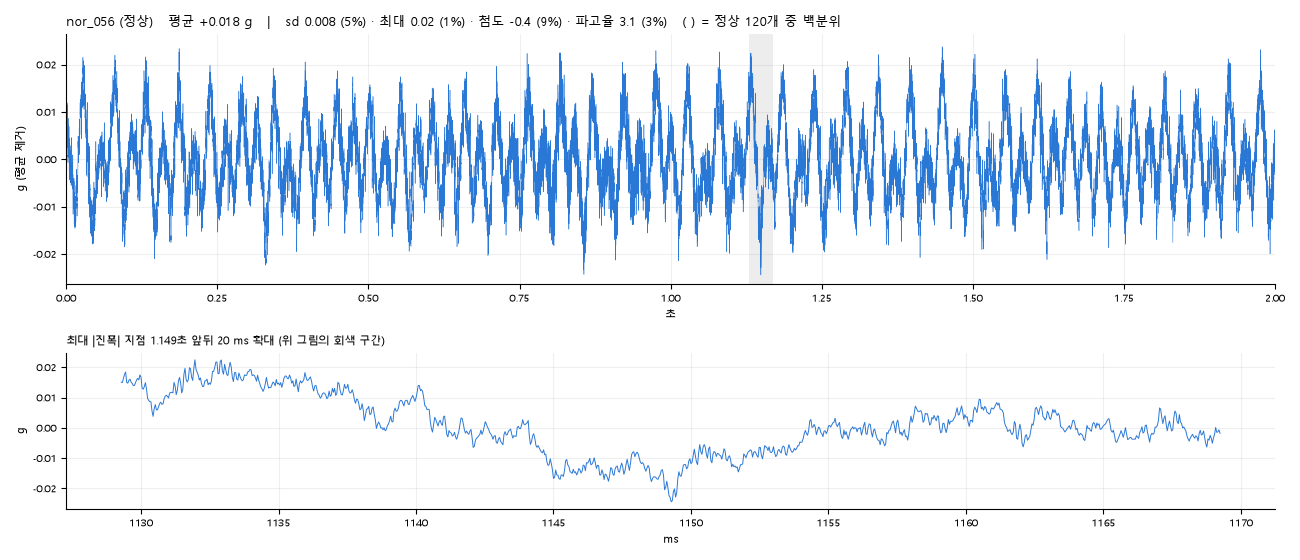 nor_056 (정상) 평균 +0.018 g | sd 0.008 (5%) · 최대 0.02 (1%) · 첨도 -0.4 (9%) · 파고율 3.1 (3%) ( ) = 정상 120개 중 백분위
g (평균 제거)
0.02
0.01
0.00
-0.01
-0.02
0.00 0.25 0.50 0.75 1.00 1.25 1.50 1.75 2.00
초
최대 |진폭| 지점 1.149초 앞뒤 20 ms 확대 (위 그림의 회색 구간)
g
0.02
0.01
0.00
-0.01
-0.02
1130 1135 1140 1145 1150 1155 1160 1165 1170
ms